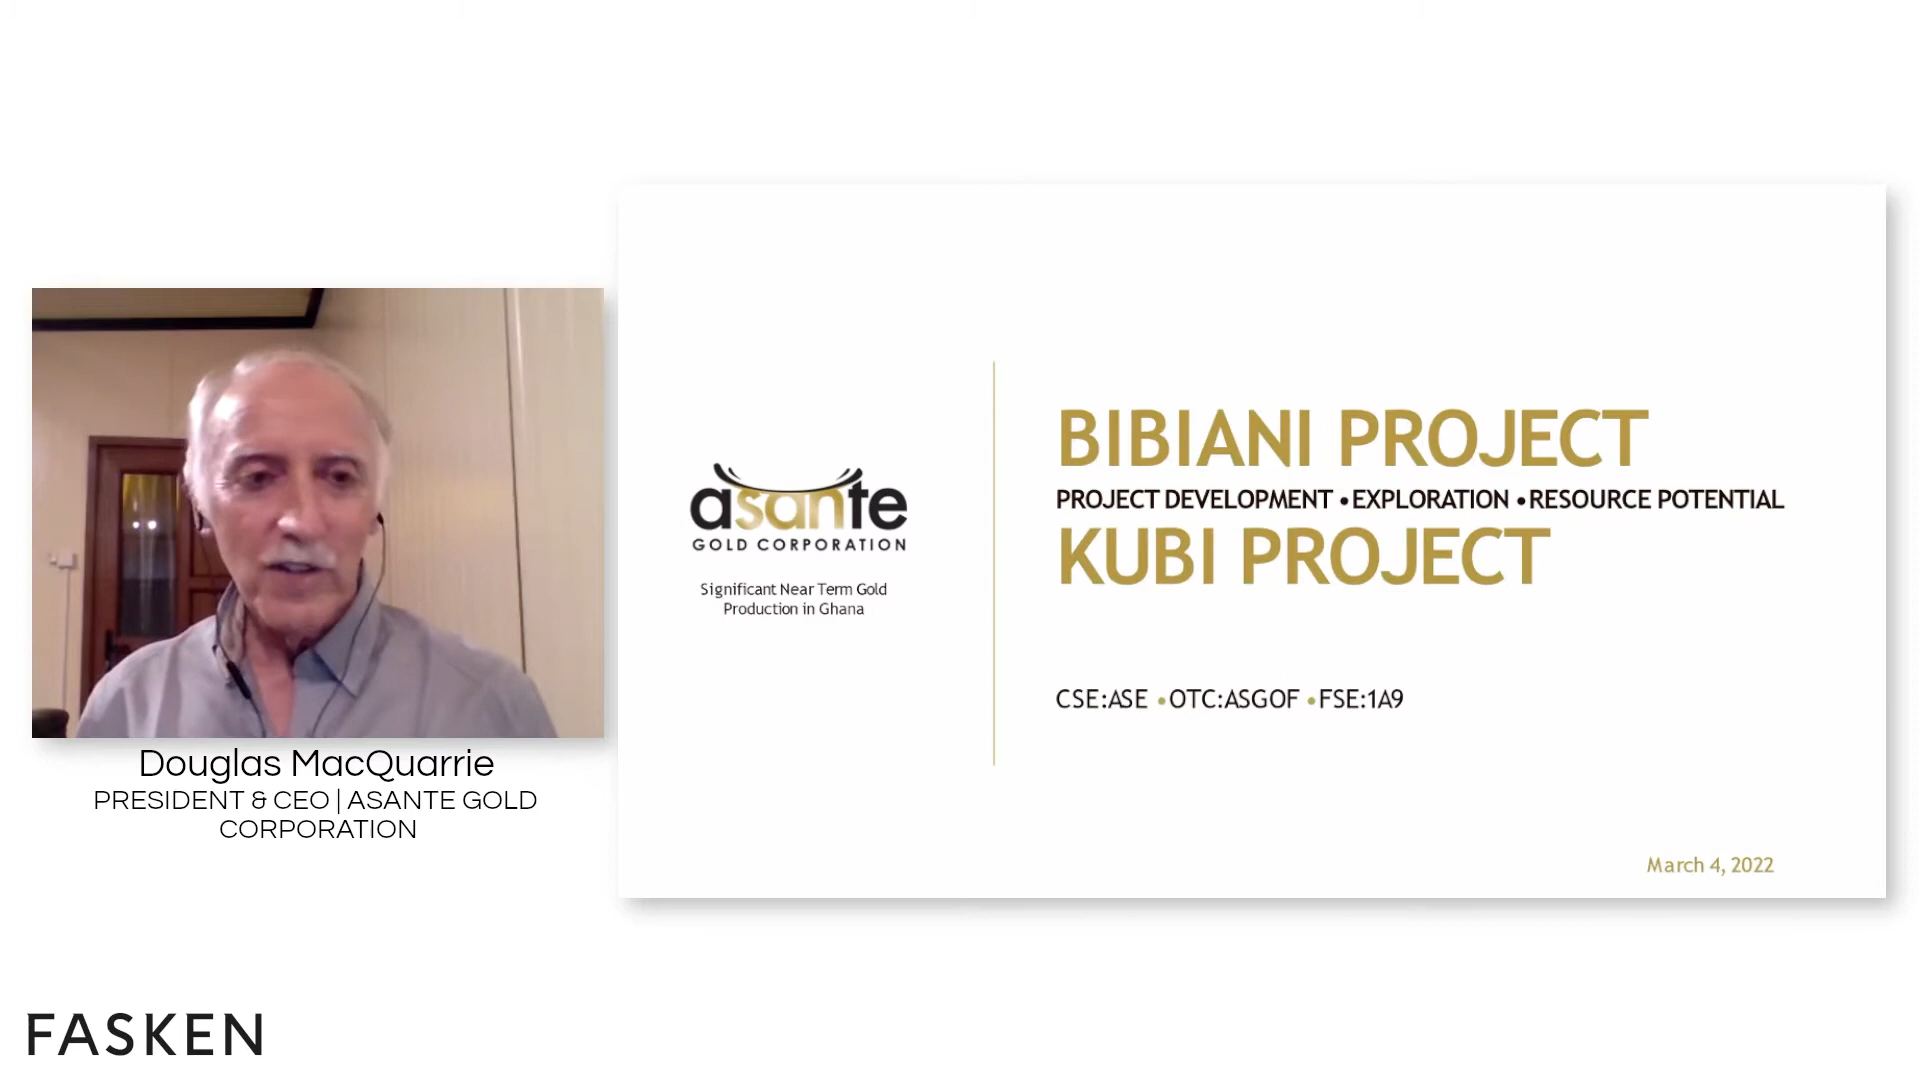 asante
GOLD CORPORATION
Significant Near Term Gold
Production in Ghana
BIBIANI PROJECT
PROJECT DEVELOPMENT •EXPLORATION •RESOURCE POTENTIAL
KUBI PROJECT
CSE:ASE •OTC:ASGOF •FSE:1A9
March 4, 2022
Douglas MacQuarrie
PRESIDENT & CEO | ASANTE GOLD
CORPORATION
FASKEN